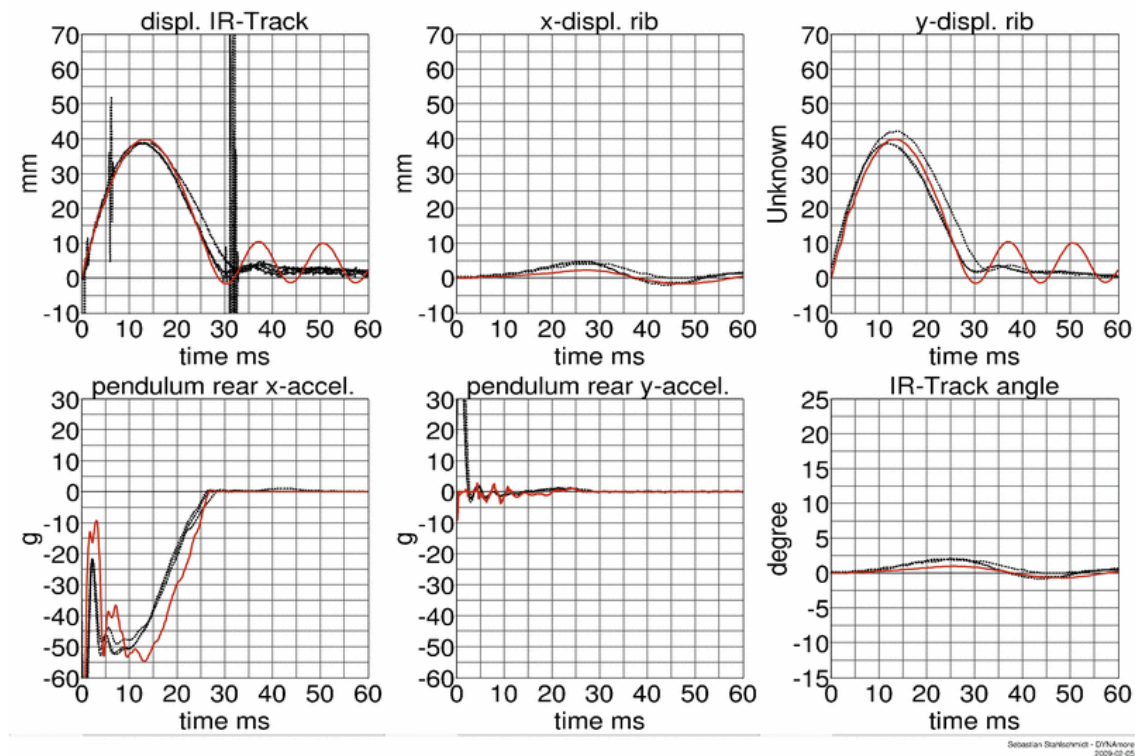 displ. IR-Track
x-displ. rib
y-displ. rib
70
60
50
40
30
20
10
0
-10
mm
0 10 20 30 40 50 60
time ms
70
60
50
40
30
20
10
0
-10
mm
0 10 20 30 40 50 60
time ms
70
60
50
40
30
20
10
0
-10
Unknown
0 10 20 30 40 50 60
time ms
pendulum rear x-accel.
pendulum rear y-accel.
IR-Track angle
30
20
10
0
-10
-20
-30
-40
-50
-60
g
0 10 20 30 40 50 60
time ms
30
20
10
0
-10
-20
-30
-40
-50
-60
g
0 10 20 30 40 50 60
time ms
25
20
15
10
5
0
-5
-10
-15
degree
0 10 20 30 40 50 60
time ms
Sebastian Stahlschmidt - DYNAmore
2009-02-05